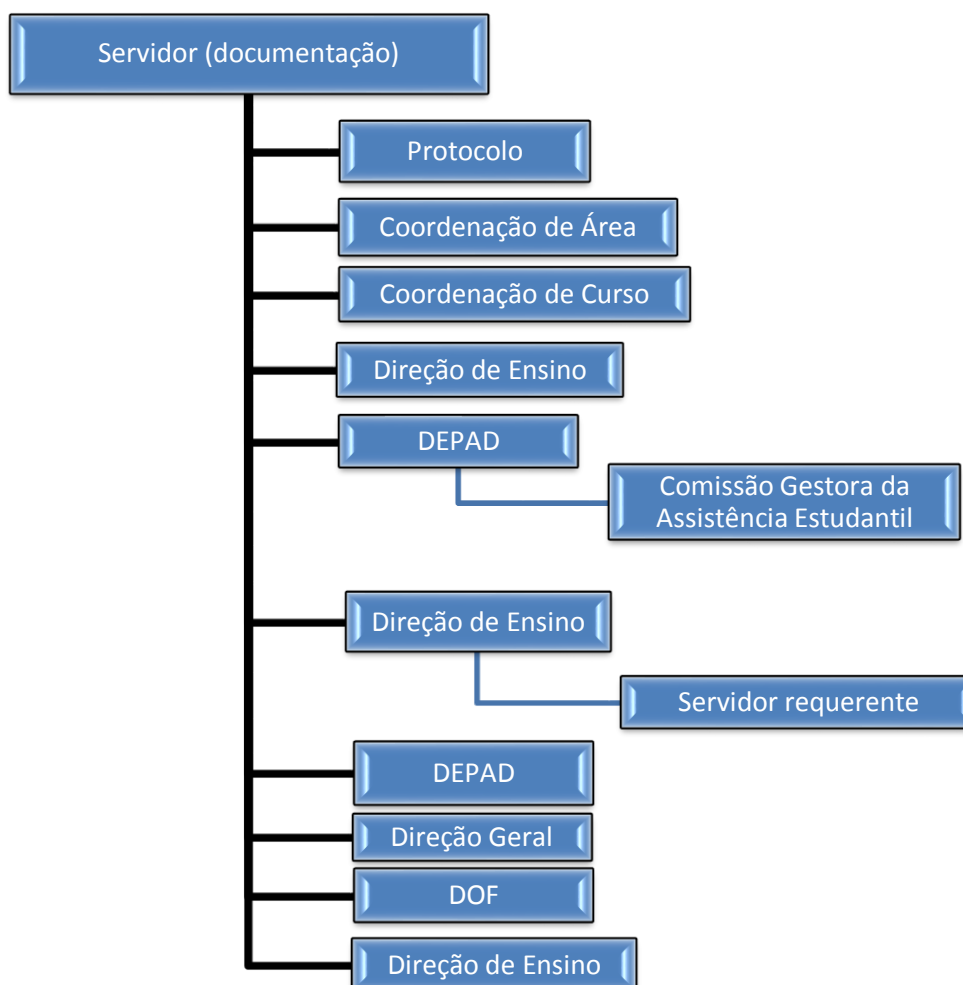 Servidor (documentação)
Protocolo
Coordenação de Área
Coordenação de Curso
Direção de Ensino
DEPAD
Comissão Gestora da
Assistência Estudantil
Direção de Ensino
Servidor requerente
DEPAD
Direção Geral
DOF
Direção de Ensino